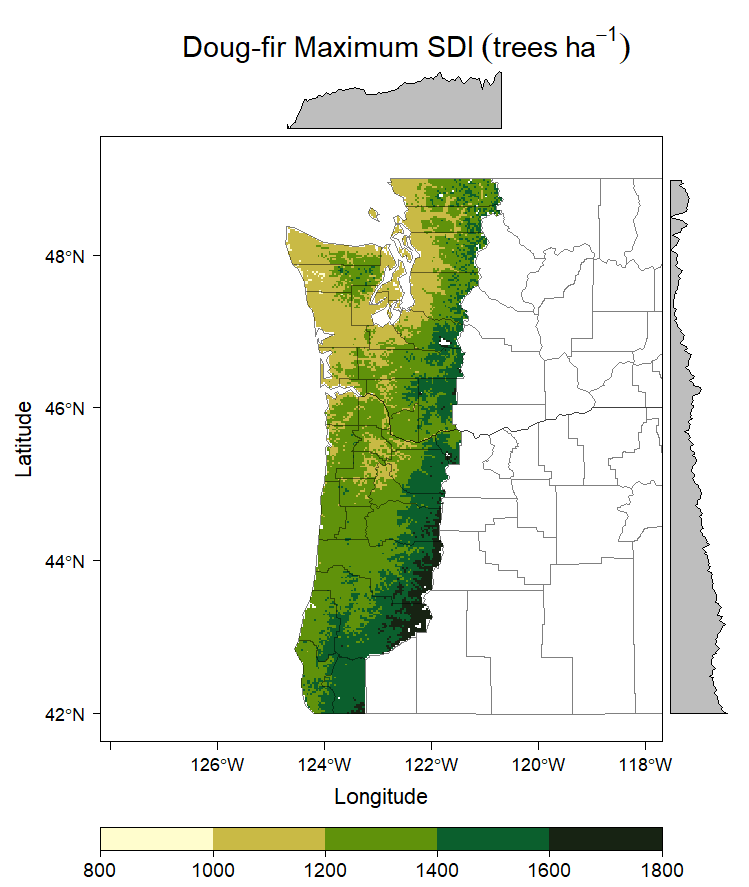 Doug-fir Maximum SDI (trees ha⁻¹)
48°N
46°N
44°N
42°N
Latitude
126°W 124°W 122°W 120°W 118°W
Longitude
800 1000 1200 1400 1600 1800